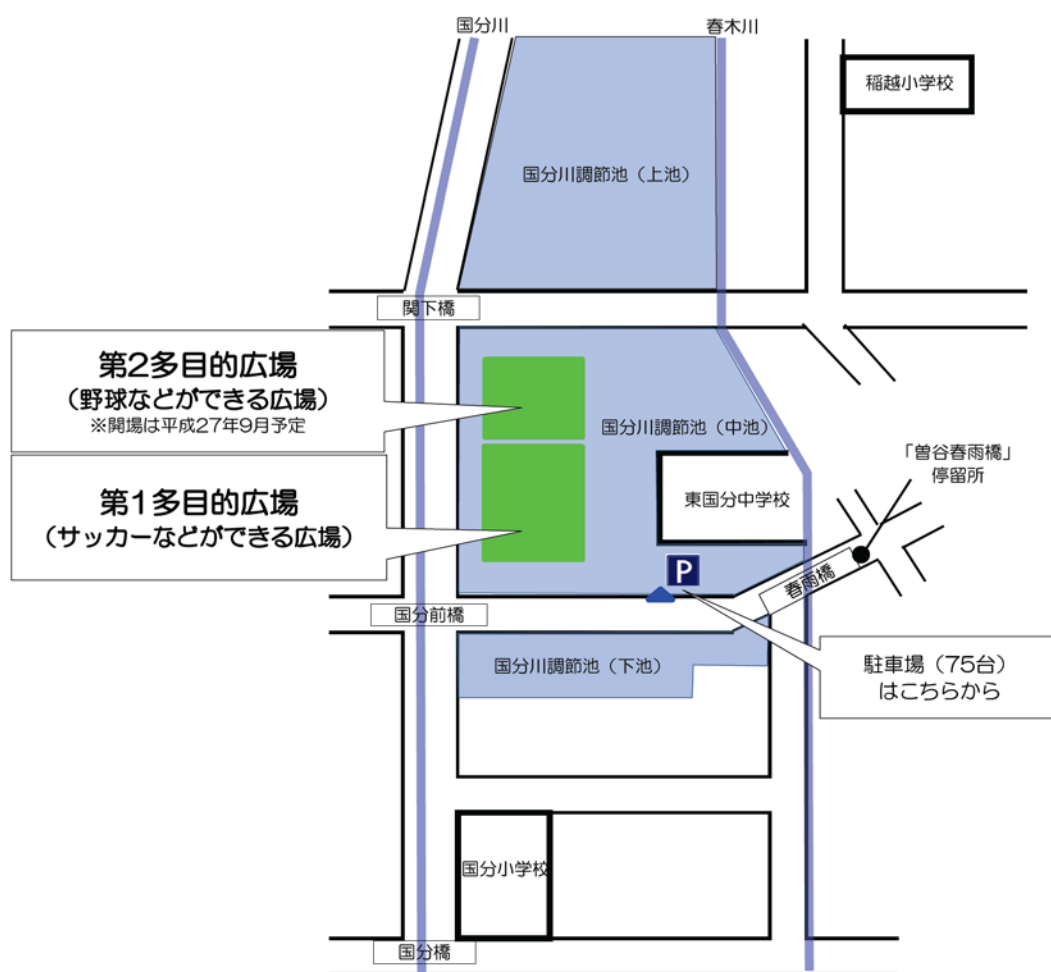 国分川
春木川
稲越小学校
国分川調節池（上池）
関下橋
第2多目的広場
（野球などができる広場）
※開場は平成27年9月予定
国分川調節池（中池）
「曽谷春雨橋」
停留所
第1多目的広場
（サッカーなどができる広場）
東国分中学校
P
春雨橋
国分前橋
国分川調節池（下池）
駐車場（75台）
はこちらから
国分小学校
国分橋